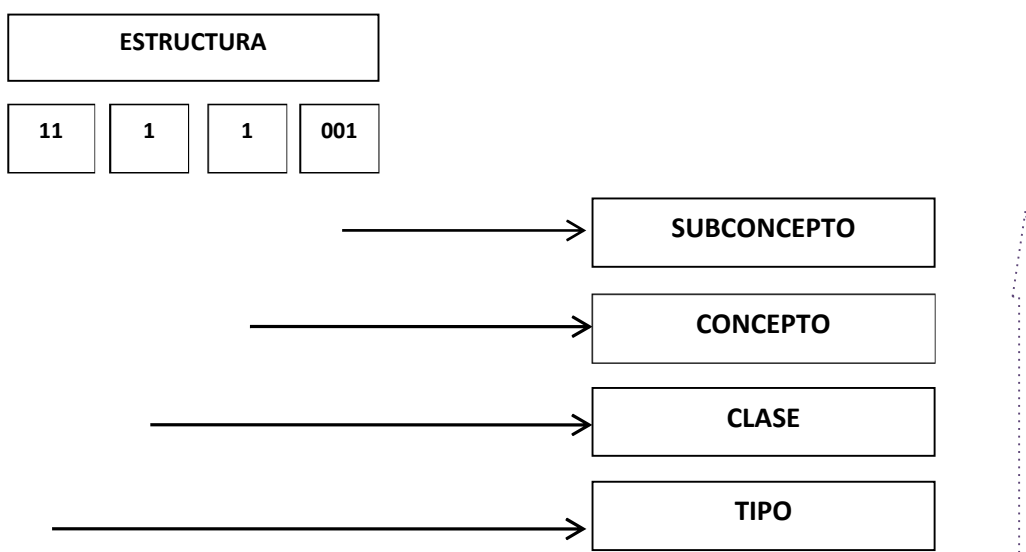 ESTRUCTURA
11 1 1 001
SUBCONCEPTO
CONCEPTO
CLASE
TIPO